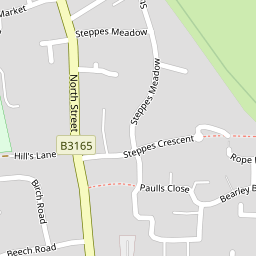 Market
Steppes Meadow
North Street
Steppes Meadow
B3165
Steppes Crescent
Hill's Lane
Rope
Paulls Close
Birch Road
Bearley B
Beech Road